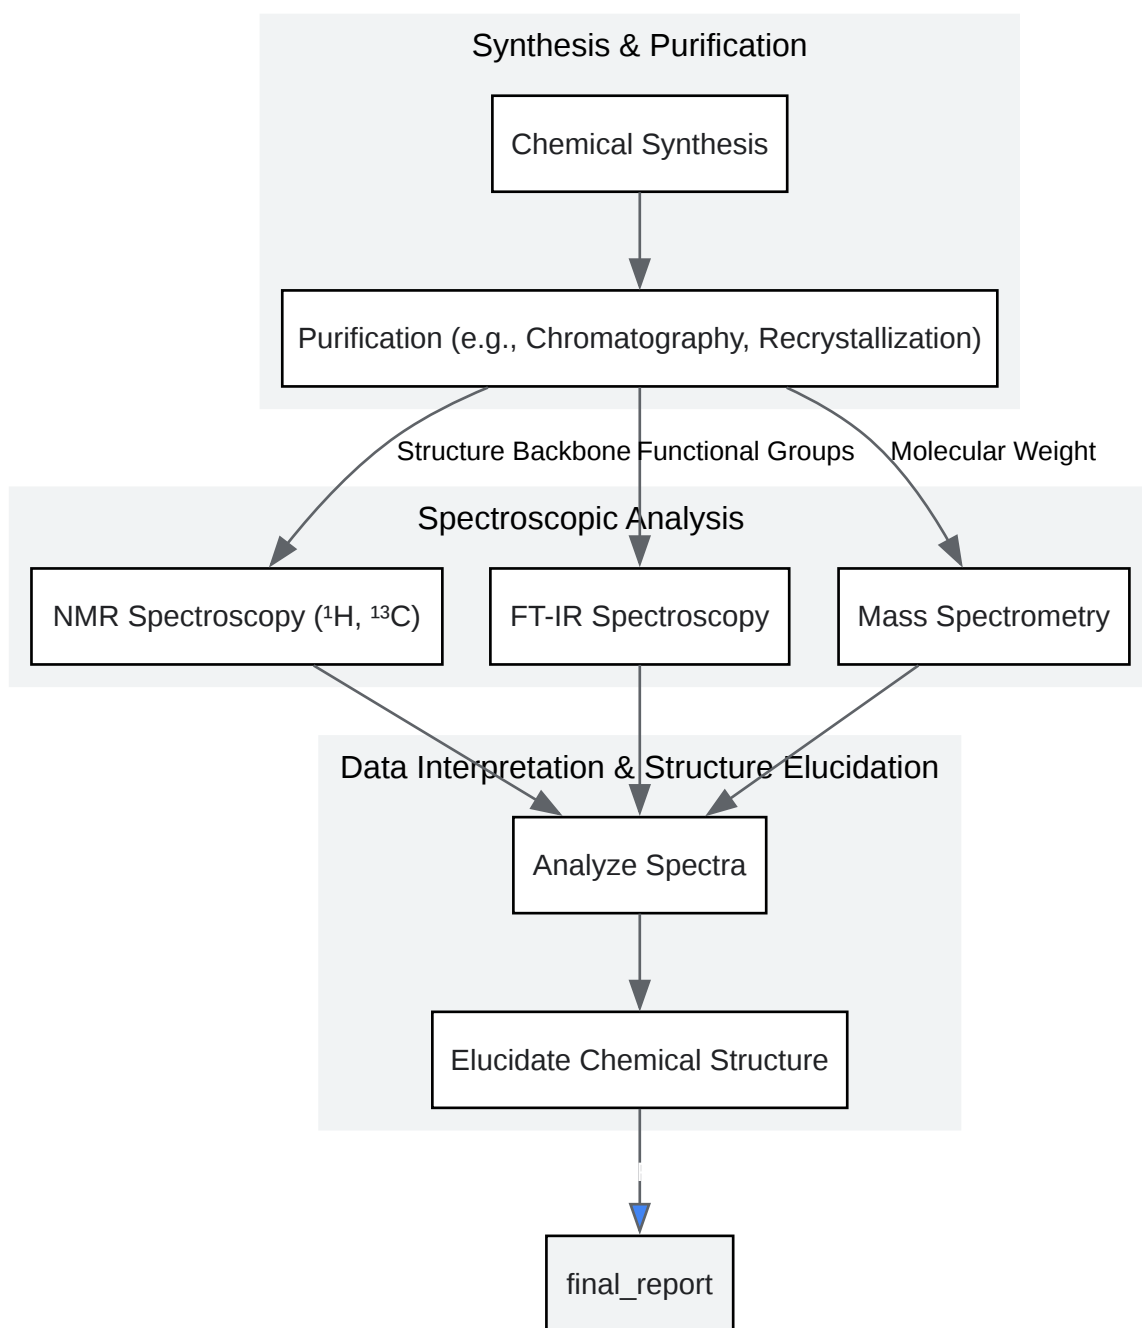 Synthesis & Purification
Chemical Synthesis
Purification (e.g., Chromatography, Recrystallization)
Structure Backbone
Functional Groups
Molecular Weight
Spectroscopic Analysis
NMR Spectroscopy (¹H, ¹³C)
FT-IR Spectroscopy
Mass Spectrometry
Data Interpretation & Structure Elucidation
Analyze Spectra
Elucidate Chemical Structure
final_report